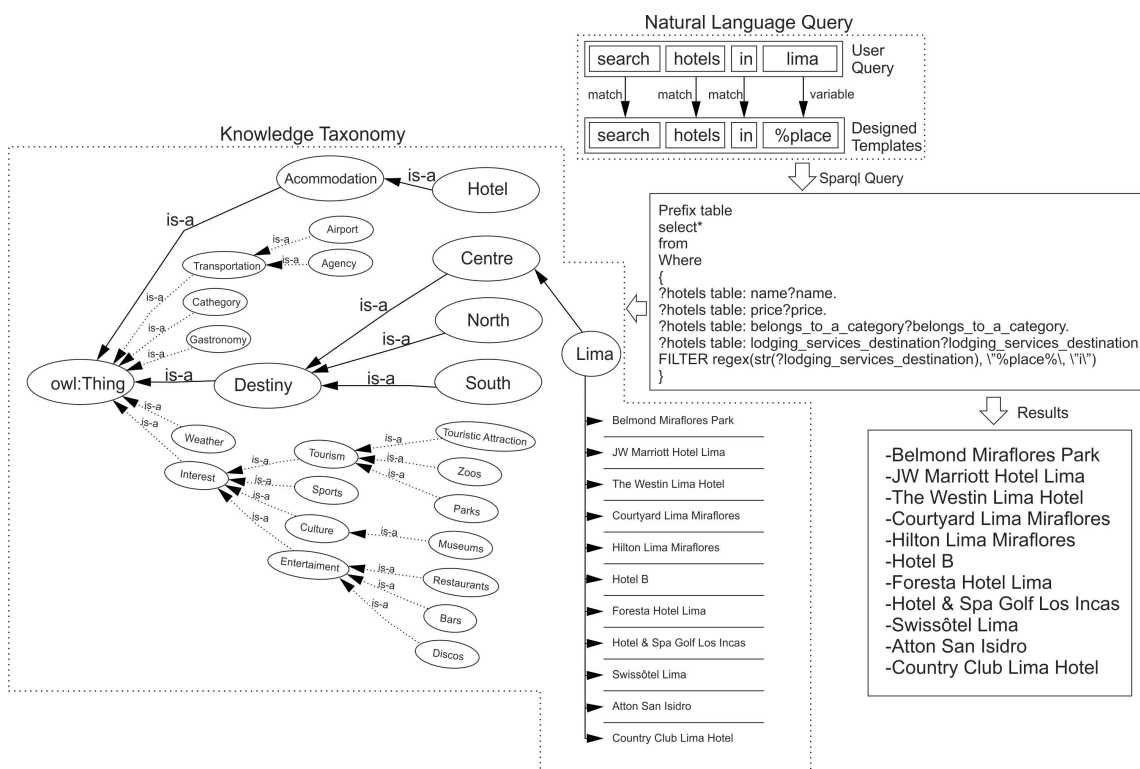 Natural Language Query
search hotels in lima
User
Query
match match match variable
search hotels in %place
Designed
Templates
Sparql Query
Knowledge Taxonomy
Acommodation
is-a
Hotel
is-a
Airport
is-a
Transportation
is-a
Agency
is-a
Cathegory
is-a
Gastronomy
is-a
Centre
is-a
North
is-a
owl:Thing
is-a
Destiny
is-a
South
Lima
is-a
Weather
is-a
Interest
is-a
Tourism
is-a
Touristic Attraction
is-a
Zoos
is-a
Parks
is-a
Sports
is-a
Culture
is-a
Museums
is-a
Entertaiment
is-a
Restaurants
is-a
Bars
is-a
Discos
Prefix table
select*
from
Where
{
?hotels table: name?name.
?hotels table: price?price.
?hotels table: belongs_to_a_category?belongs_to_a_category.
?hotels table: lodging_services_destination?lodging_services_destination.
FILTER regex(str(?lodging_services_destination), \"%place%\, \"i\")
}
Results
Belmond Miraflores Park
JW Marriott Hotel Lima
The Westin Lima Hotel
Courtyard Lima Miraflores
Hilton Lima Miraflores
Hotel B
Foresta Hotel Lima
Hotel & Spa Golf Los Incas
Swissôtel Lima
Atton San Isidro
Country Club Lima Hotel
-Belmond Miraflores Park
-JW Marriott Hotel Lima
-The Westin Lima Hotel
-Courtyard Lima Miraflores
-Hilton Lima Miraflores
-Hotel B
-Foresta Hotel Lima
-Hotel & Spa Golf Los Incas
-Swissôtel Lima
-Atton San Isidro
-Country Club Lima Hotel